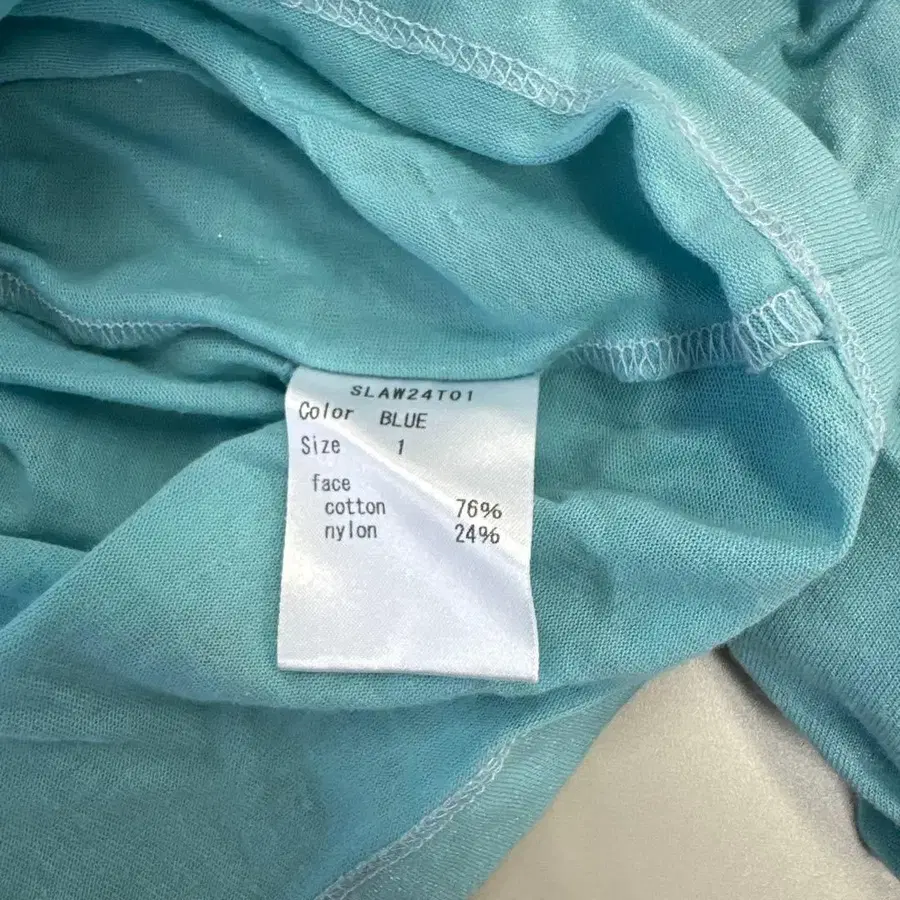 SLAW24T01
Color BLUE
Size 1
face
cotton 76%
nylon 24%